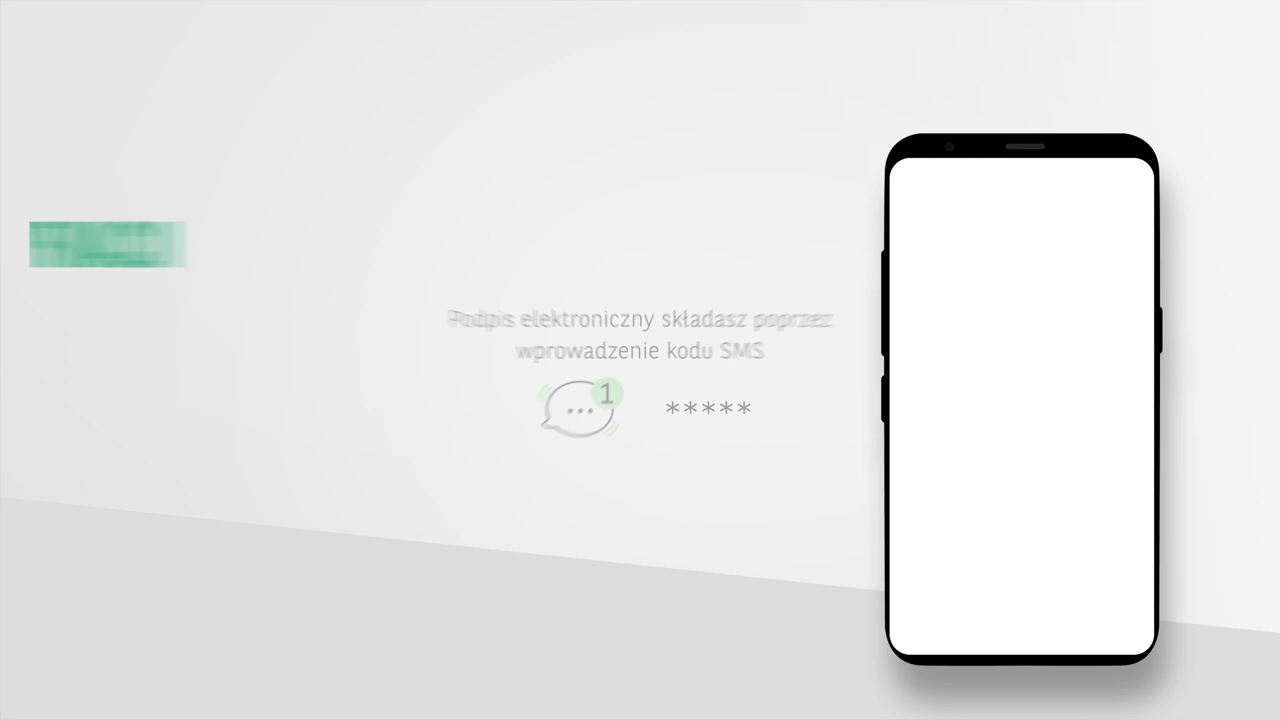 Podpis elektroniczny składasz poprzez
wprowadzenie kodu SMS
1
*****